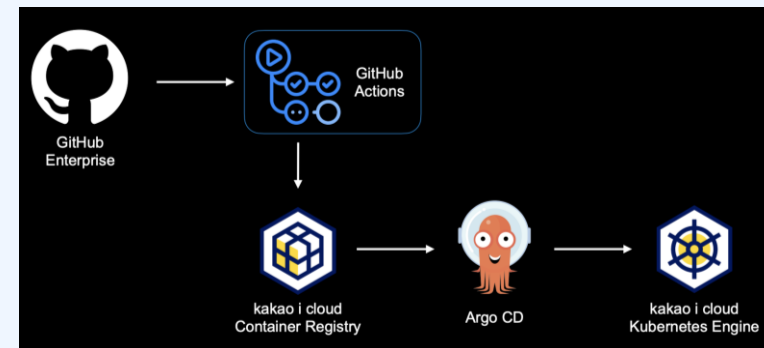 GitHub
Enterprise
GitHub
Actions
kakao i cloud
Container Registry
Argo CD
kakao i cloud
Kubernetes Engine